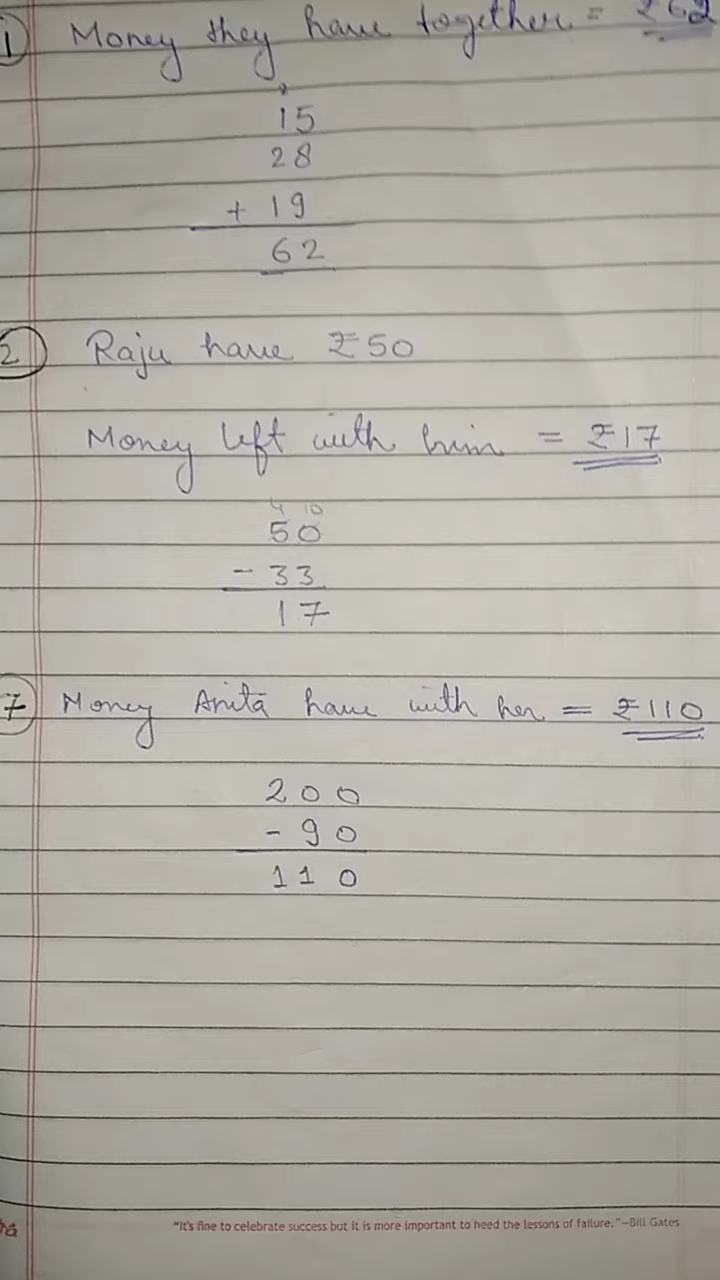 1 Money they have together = ₹62
15
28
+ 19
62
2 Raju have ₹50
Money left with him = ₹17
4 10
50
- 33
17
7 Money Anita have with her = ₹110
200
- 90
110
"It's fine to celebrate success but it is more important to heed the lessons of failure."—Bill Gates